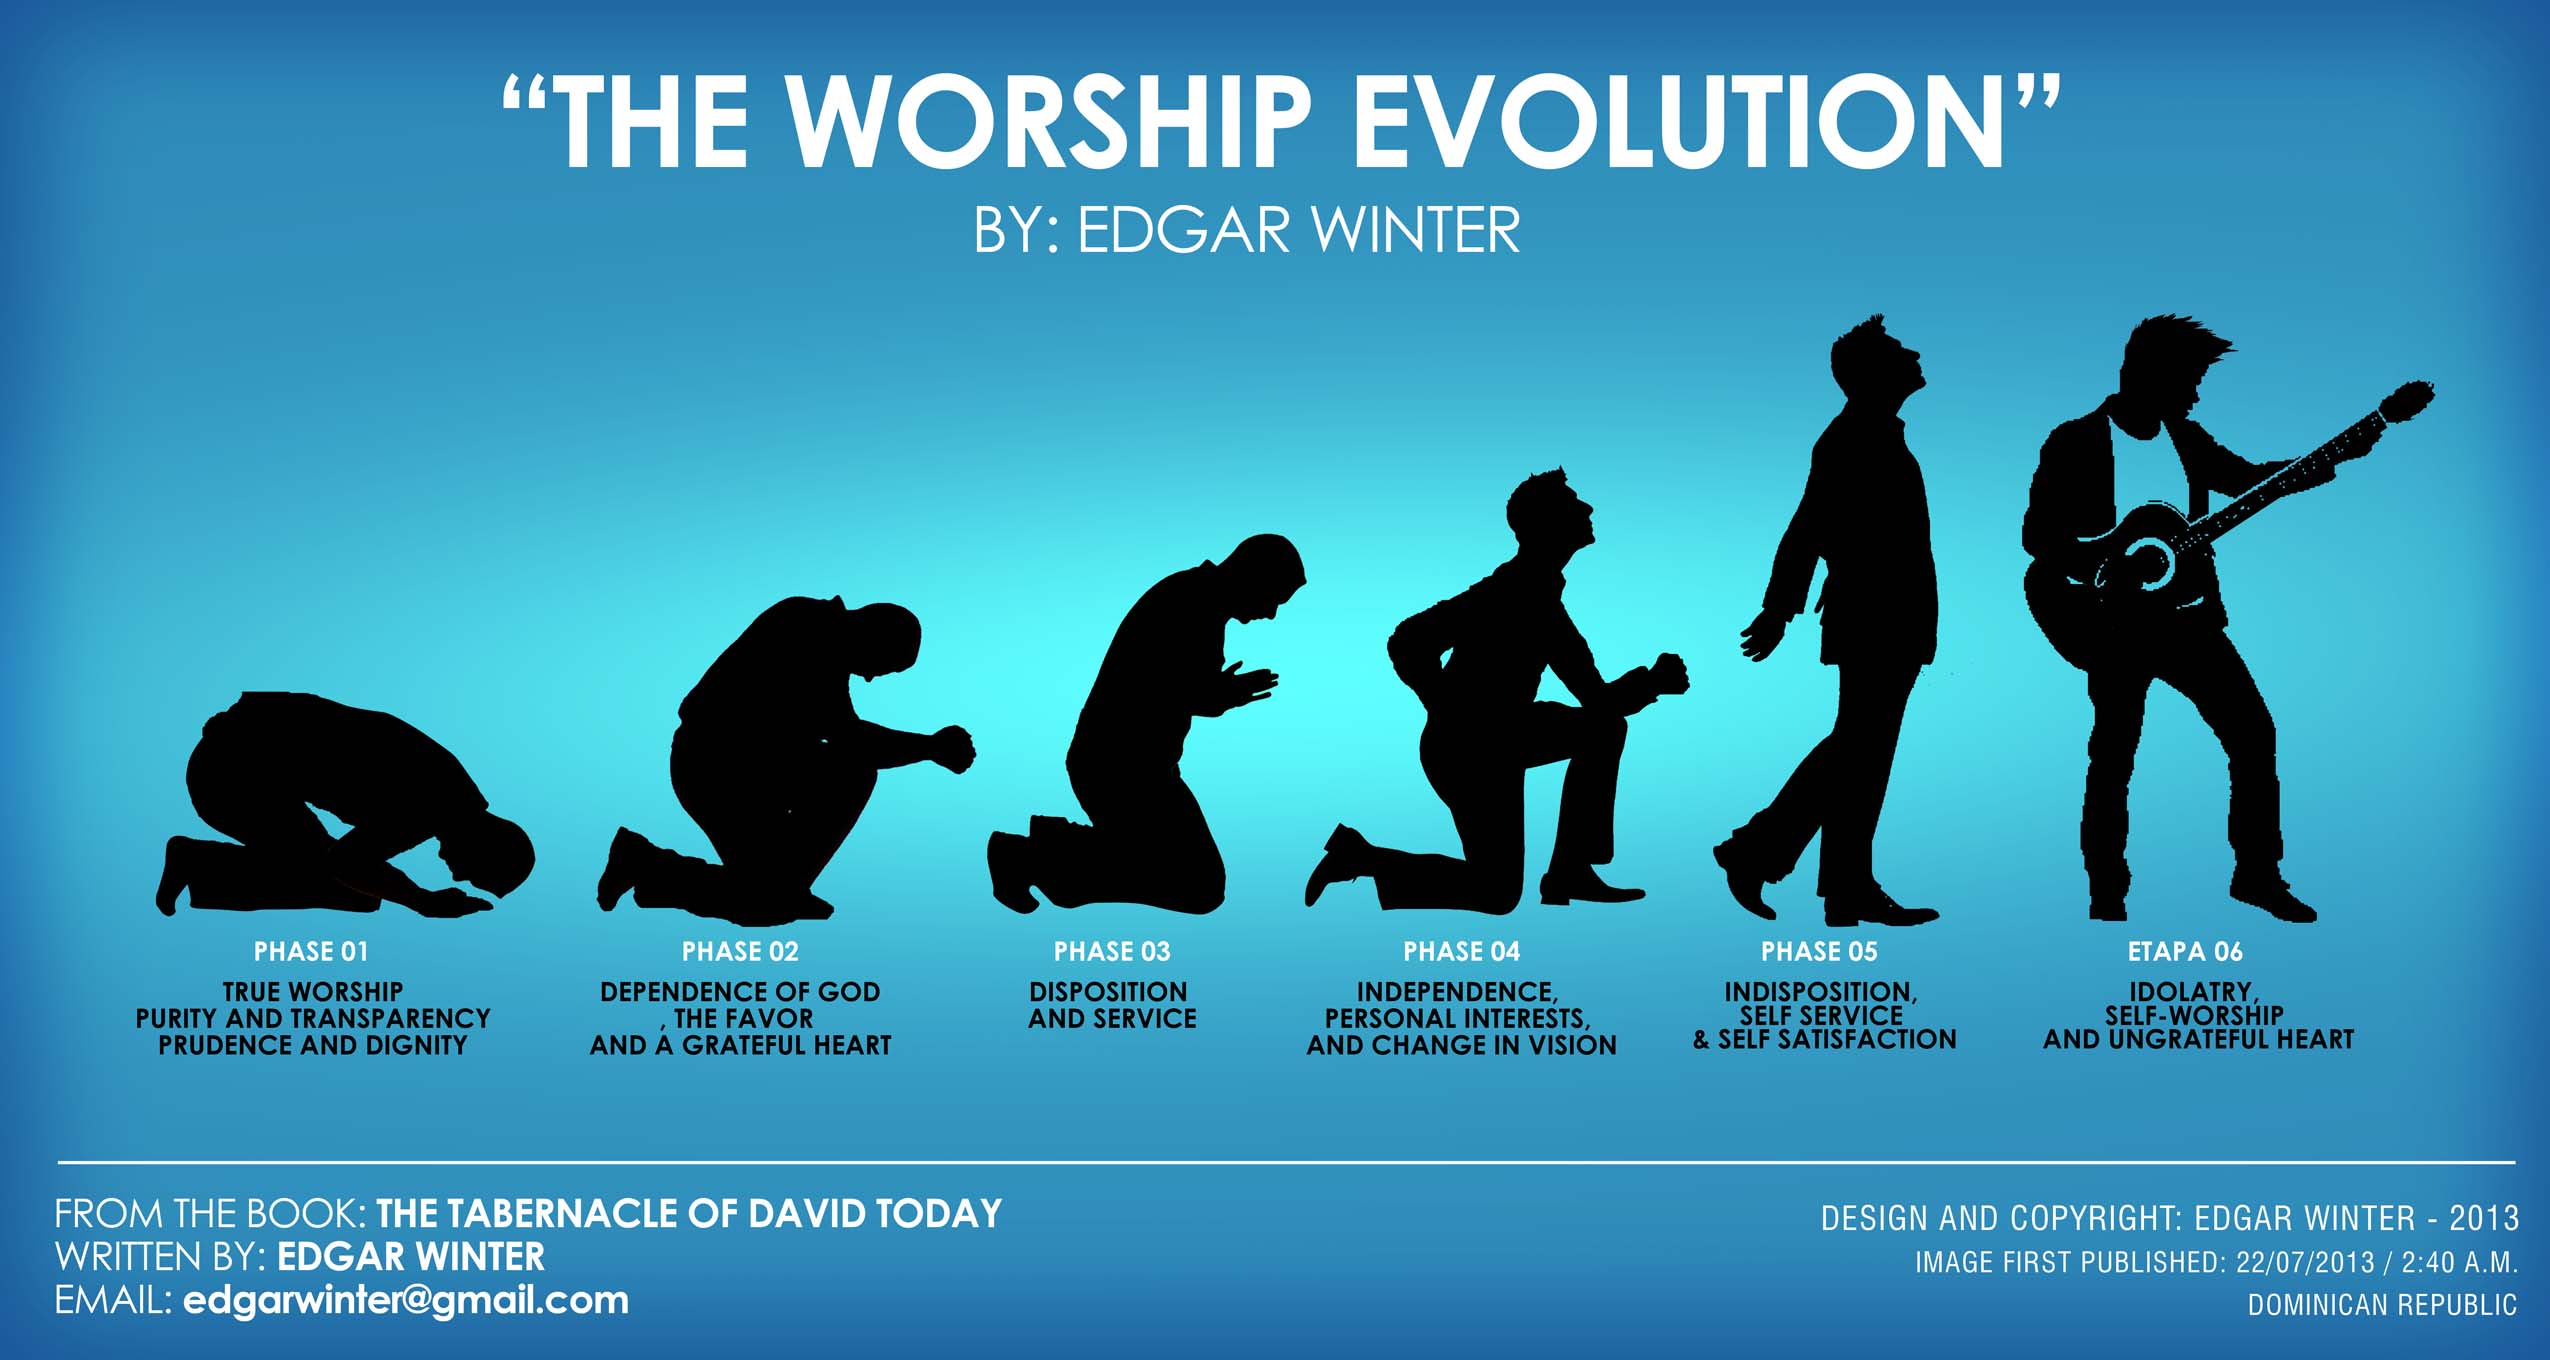 “THE WORSHIP EVOLUTION”
BY: EDGAR WINTER
PHASE 01
TRUE WORSHIP
PURITY AND TRANSPARENCY
PRUDENCE AND DIGNITY
PHASE 02
DEPENDENCE OF GOD
, THE FAVOR
AND A GRATEFUL HEART
PHASE 03
DISPOSITION
AND SERVICE
PHASE 04
INDEPENDENCE,
PERSONAL INTERESTS,
AND CHANGE IN VISION
PHASE 05
INDISPOSITION,
SELF SERVICE
& SELF SATISFACTION
ETAPA 06
IDOLATRY,
SELF-WORSHIP
AND UNGRATEFUL HEART
FROM THE BOOK: THE TABERNACLE OF DAVID TODAY
WRITTEN BY: EDGAR WINTER
EMAIL: edgarwinter@gmail.com
DESIGN AND COPYRIGHT: EDGAR WINTER - 2013
IMAGE FIRST PUBLISHED: 22/07/2013 / 2:40 A.M.
DOMINICAN REPUBLIC